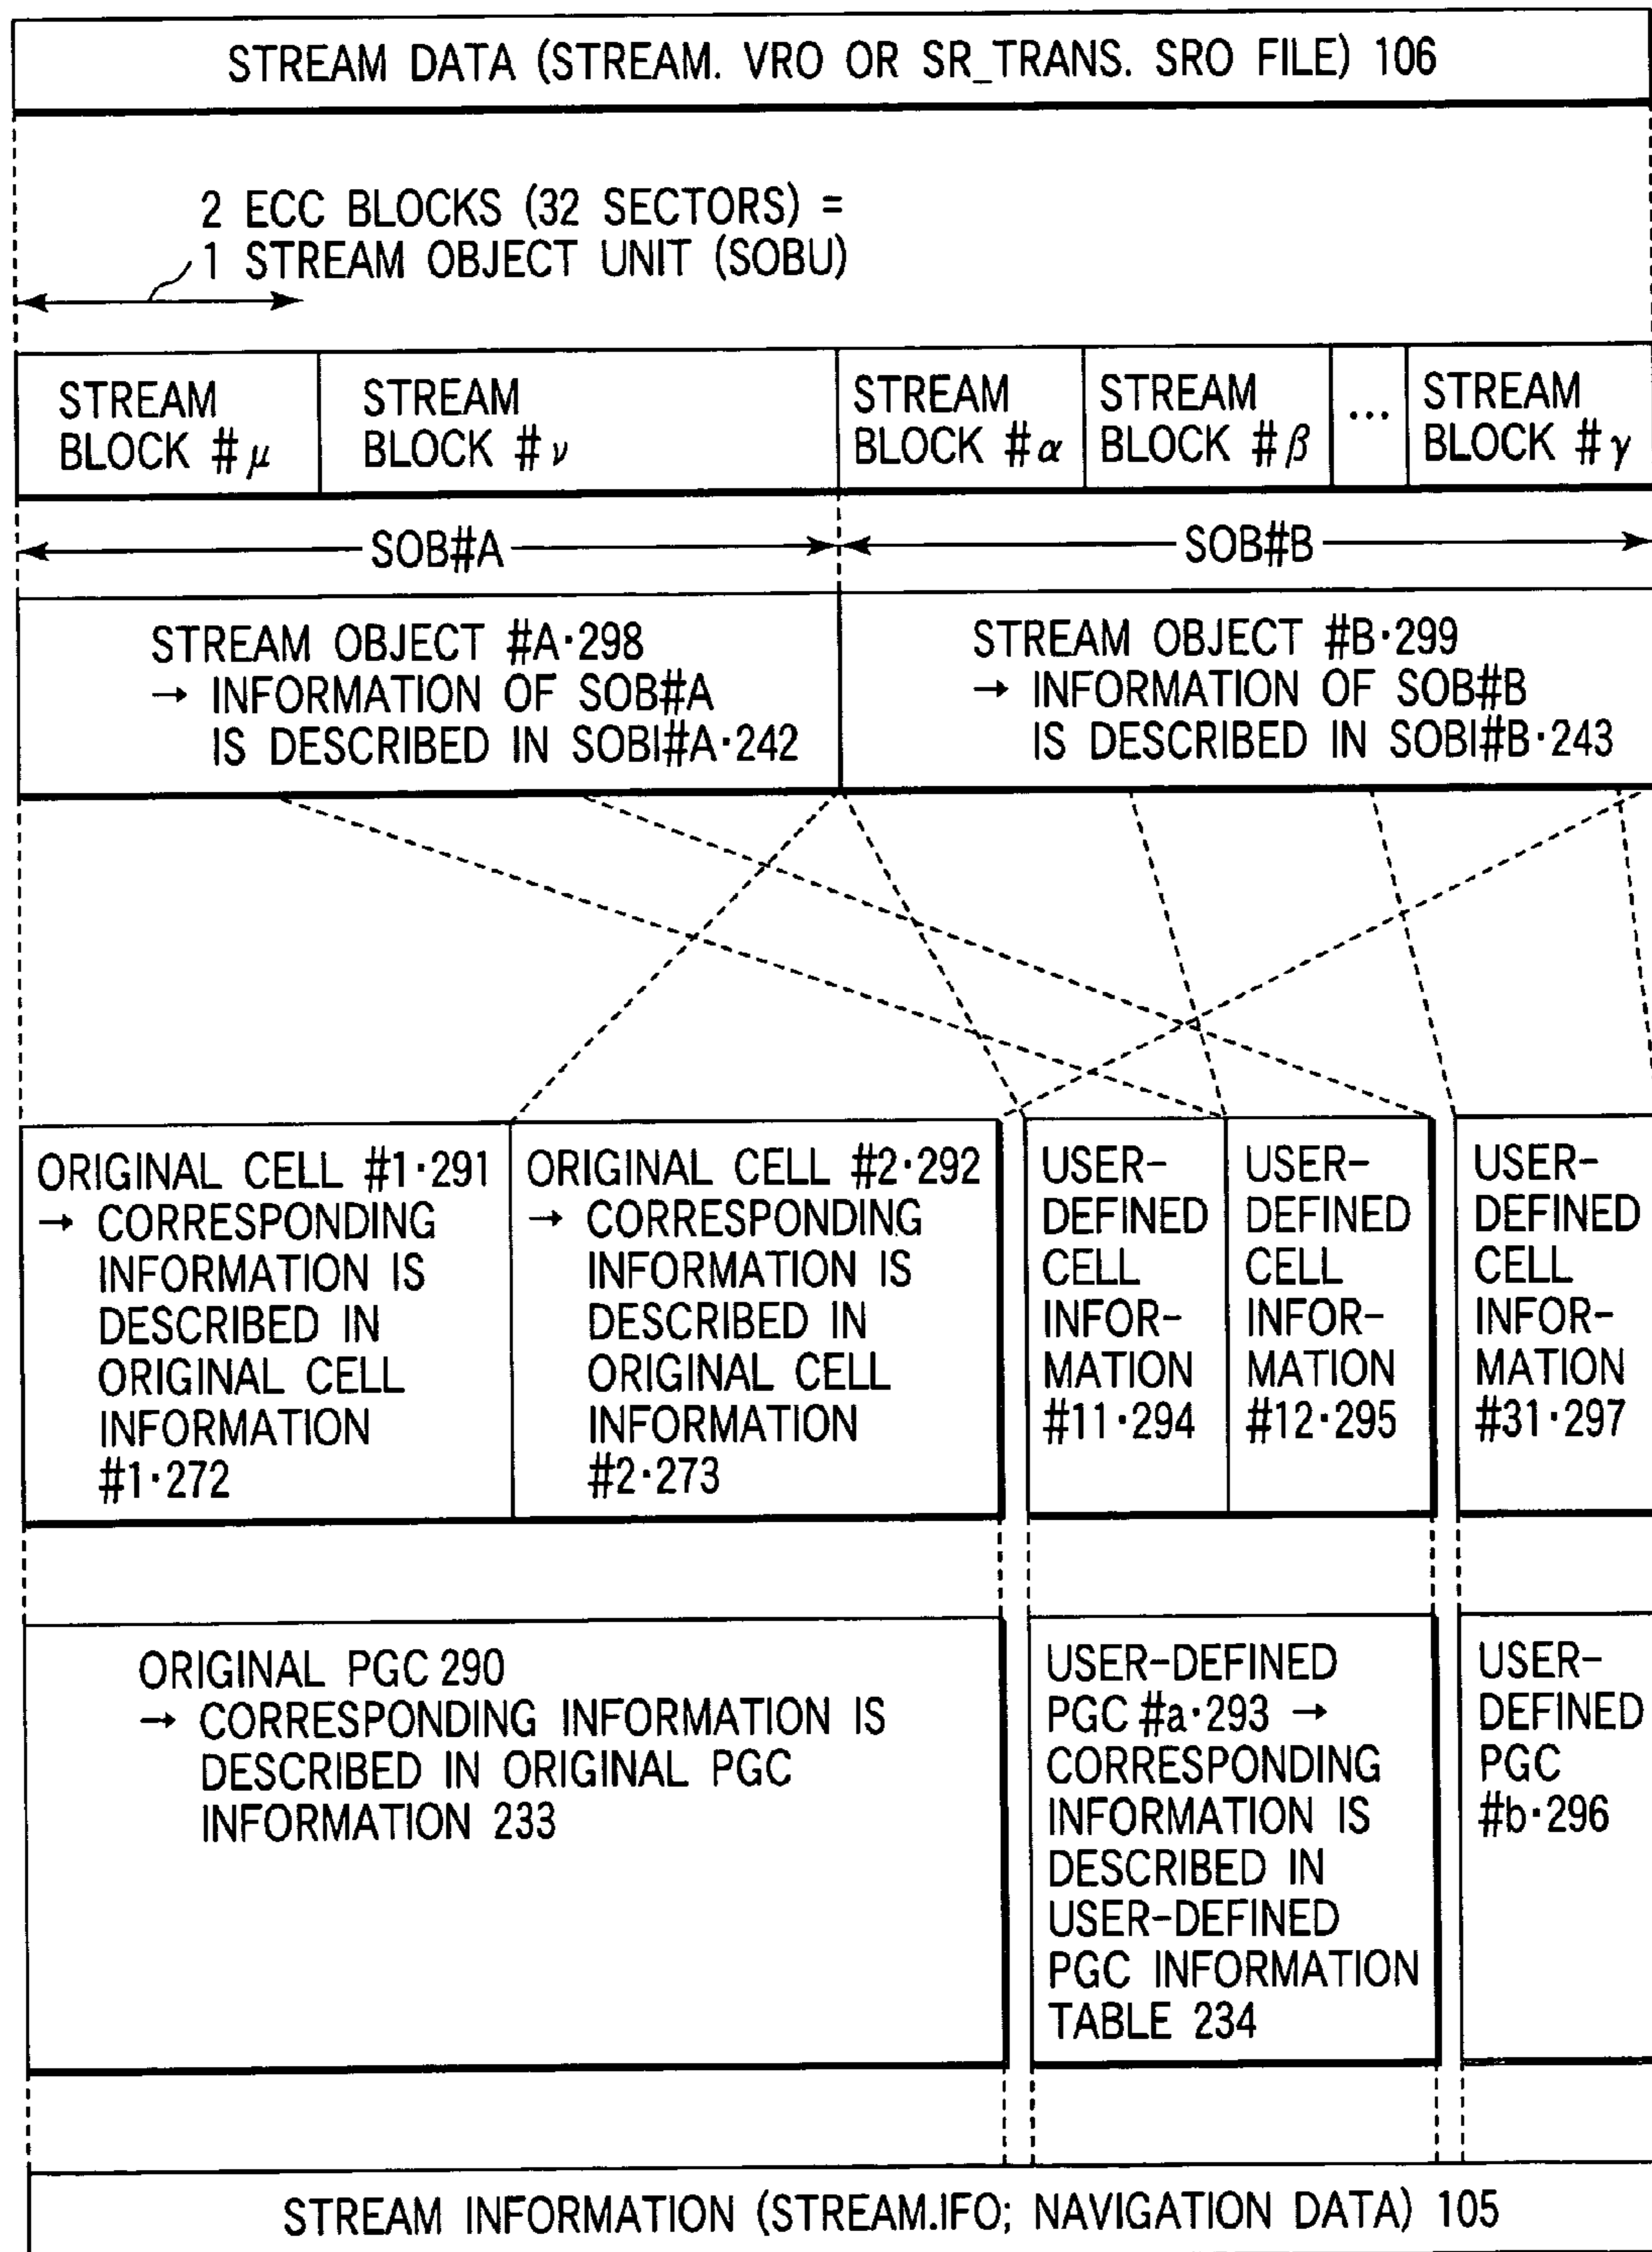 STREAM DATA (STREAM. VRO OR SR_TRANS. SRO FILE) 106
2 ECC BLOCKS (32 SECTORS) =
1 STREAM OBJECT UNIT (SOBU)
STREAM
BLOCK #μ
STREAM
BLOCK #ν
STREAM
BLOCK #α
STREAM
BLOCK #β
...
STREAM
BLOCK #γ
SOB#A
SOB#B
STREAM OBJECT #A·298
→ INFORMATION OF SOB#A
IS DESCRIBED IN SOBI#A·242
STREAM OBJECT #B·299
→ INFORMATION OF SOB#B
IS DESCRIBED IN SOBI#B·243
ORIGINAL CELL #1·291
→ CORRESPONDING
INFORMATION IS
DESCRIBED IN
ORIGINAL CELL
INFORMATION
#1·272
ORIGINAL CELL #2·292
→ CORRESPONDING
INFORMATION IS
DESCRIBED IN
ORIGINAL CELL
INFORMATION
#2·273
USER-
DEFINED
CELL
INFOR-
MATION
#11·294
USER-
DEFINED
CELL
INFOR-
MATION
#12·295
USER-
DEFINED
CELL
INFOR-
MATION
#31·297
ORIGINAL PGC 290
→ CORRESPONDING INFORMATION IS
DESCRIBED IN ORIGINAL PGC
INFORMATION 233
USER-DEFINED
PGC #a·293 →
CORRESPONDING
INFORMATION IS
DESCRIBED IN
USER-DEFINED
PGC INFORMATION
TABLE 234
USER-
DEFINED
PGC
#b·296
STREAM INFORMATION (STREAM.IFO; NAVIGATION DATA) 105